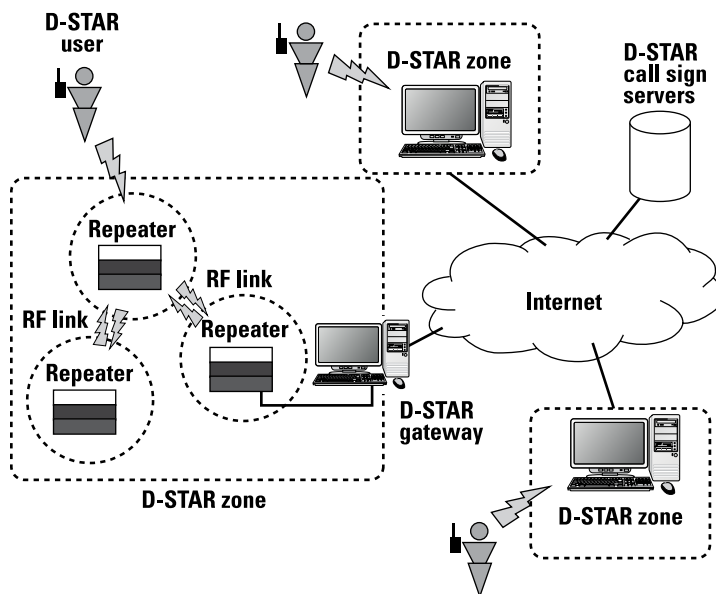 D-STAR
user
D-STAR zone
D-STAR
call sign
servers
Repeater
RF link
RF link
Repeater
Repeater
Internet
D-STAR
gateway
D-STAR zone
D-STAR zone